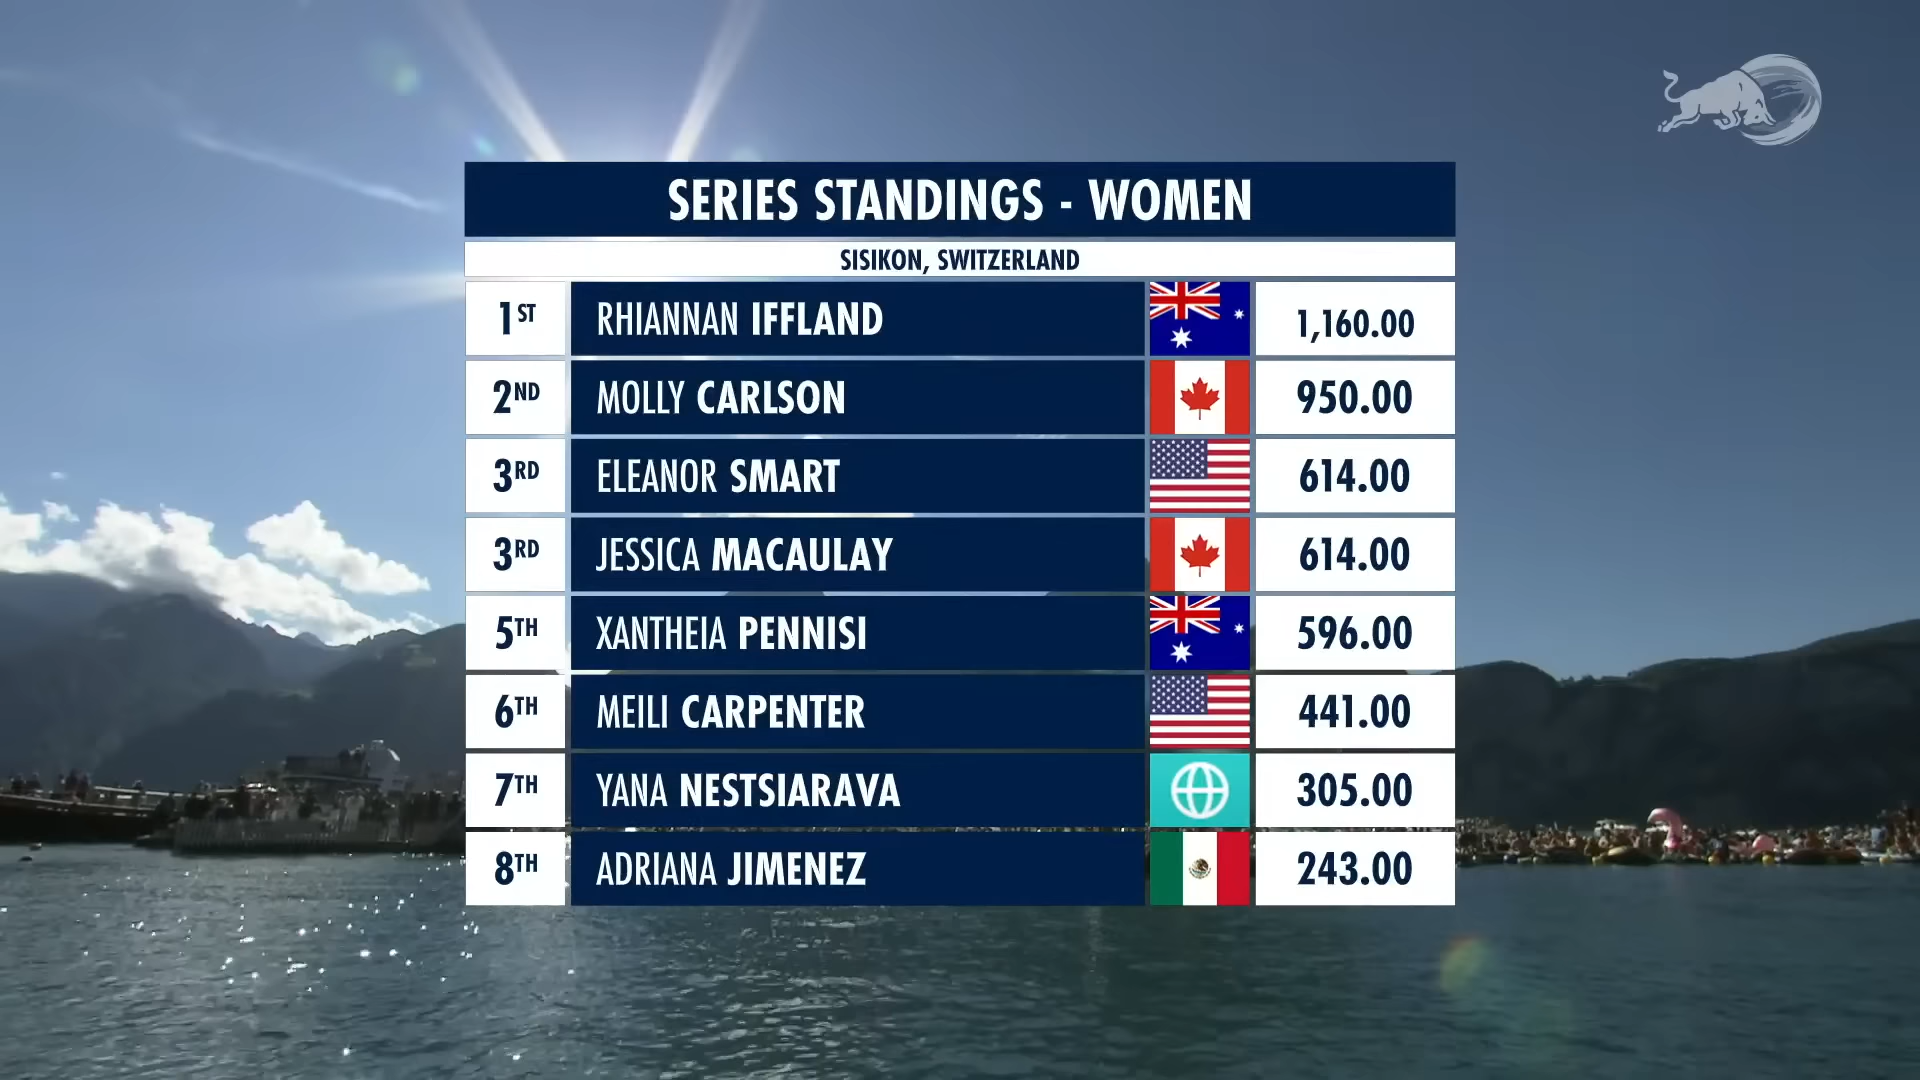 SERIES STANDINGS - WOMEN
SISIKON, SWITZERLAND
1ST RHIANNAN IFFLAND 1,160.00
2ND MOLLY CARLSON 950.00
3RD ELEANOR SMART 614.00
3RD JESSICA MACAULAY 614.00
5TH XANTHEIA PENNISI 596.00
6TH MEILI CARPENTER 441.00
7TH YANA NESTSIARAVA 305.00
8TH ADRIANA JIMENEZ 243.00